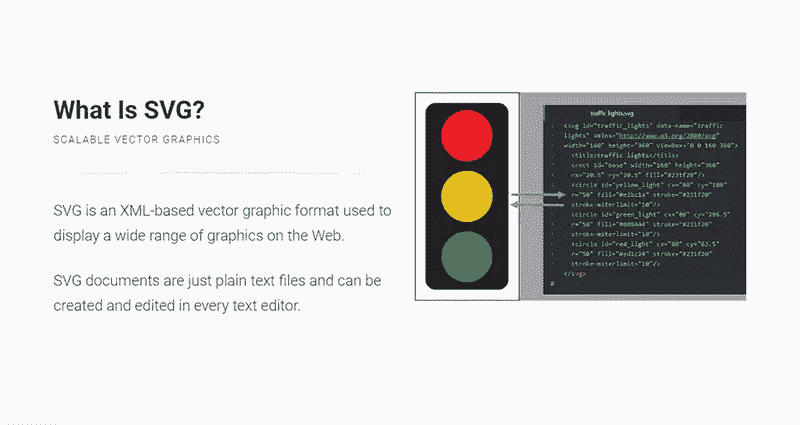 What Is SVG?
SCALABLE VECTOR GRAPHICS
SVG is an XML-based vector graphic format used to
display a wide range of graphics on the Web.
SVG documents are just plain text files and can be
created and edited in every text editor.
traffic lights.svg
<svg id="traffic_lights" data-name="traffic
lights" xmlns="http://www.w3.org/2000/svg"
width="160" height="360" viewBox="0 0 160 360">
<title>traffic lights</title>
<rect id="base" width="160" height="360"
rx="20.5" ry="20.5" fill="#231f20"/>
<circle id="yellow_light" cx="80" cy="180"
r="50" fill="#e2bc1a" stroke="#231f20"
stroke-miterlimit="10"/>
<circle id="green_light" cx="80" cy="296.5"
r="50" stroke="#231f20"
stroke-miterlimit="10"/>
<circle id="red_light" cx="80" cy="63.5"
r="50" fill="#ed1c24" stroke="#231f20"
stroke-miterlimit="10"/>
</svg>